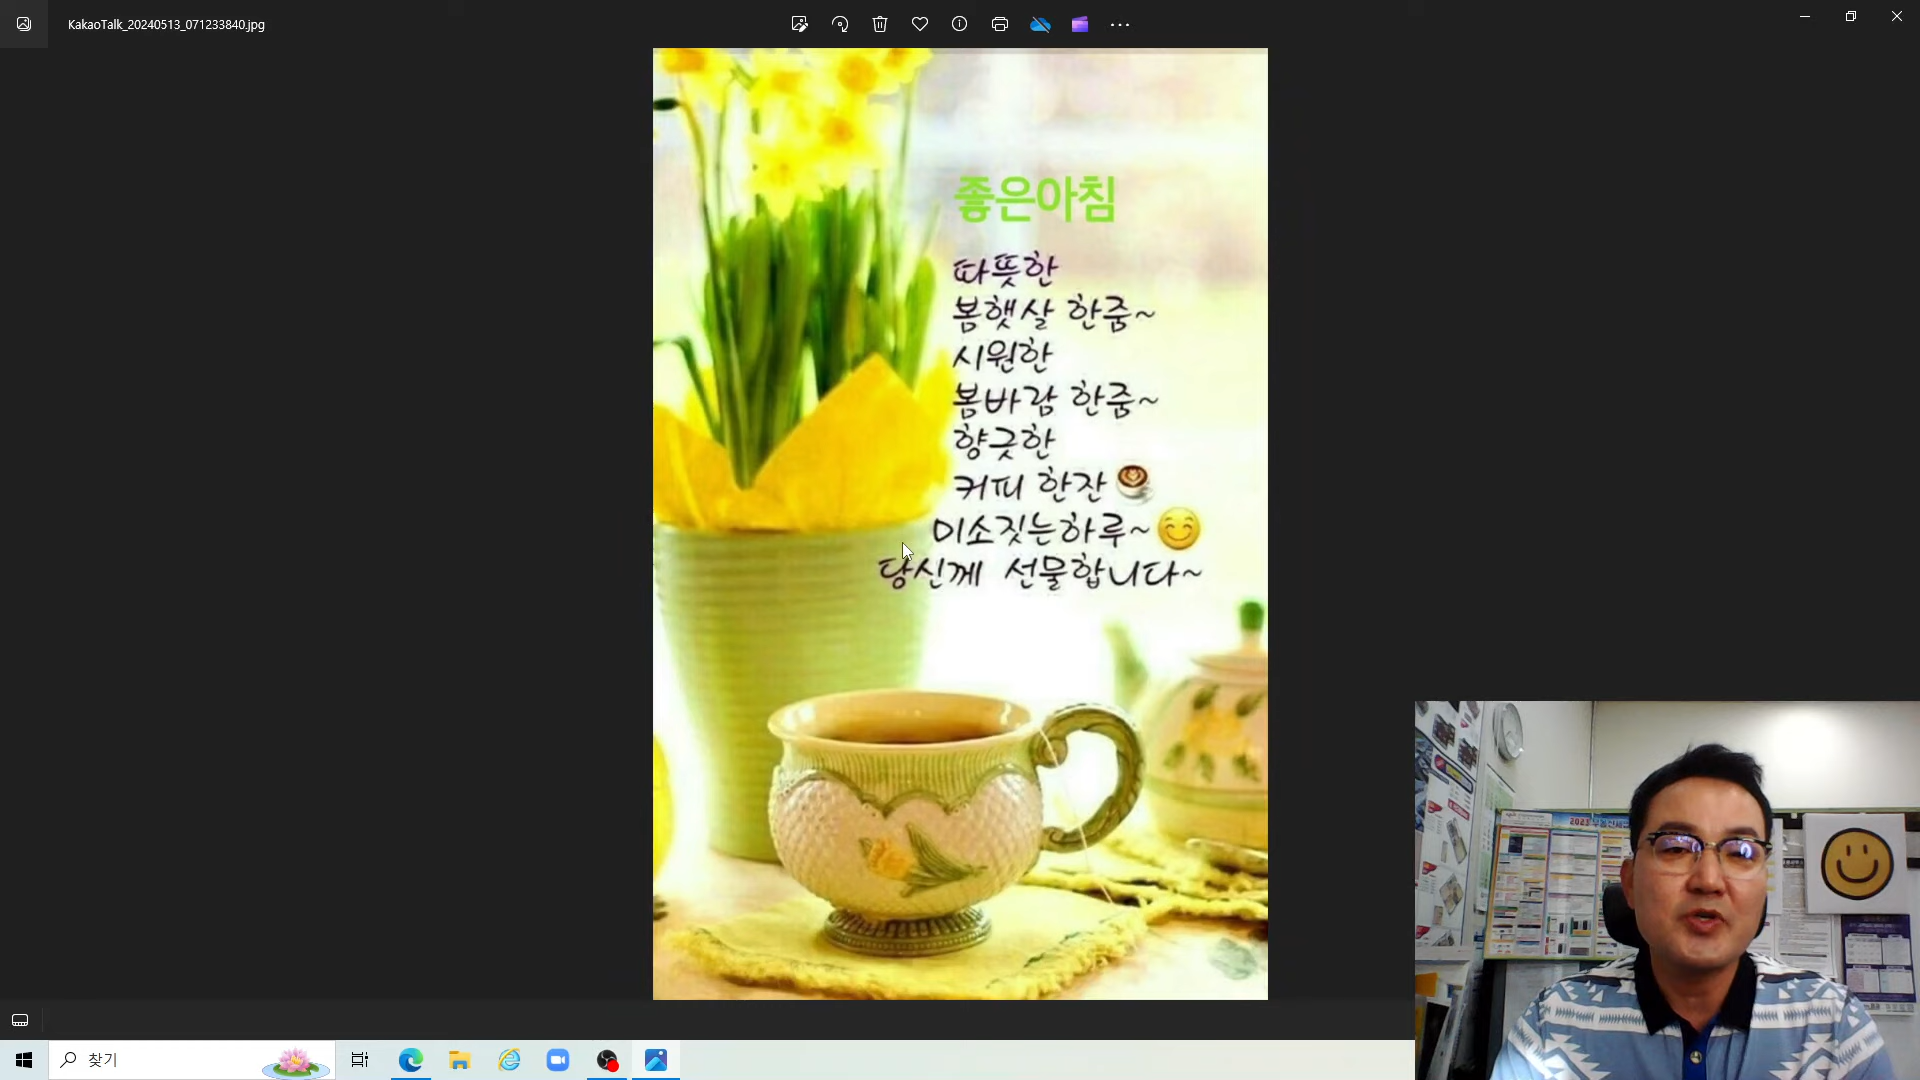 KakaoTalk_20240513_071233840.jpg
좋은아침
따뜻한
봄햇살 한줌~
시원한
봄바람 한줌~
향긋한
커피 한잔
미소짓는하루~
당신께 선물합니다~
찾기